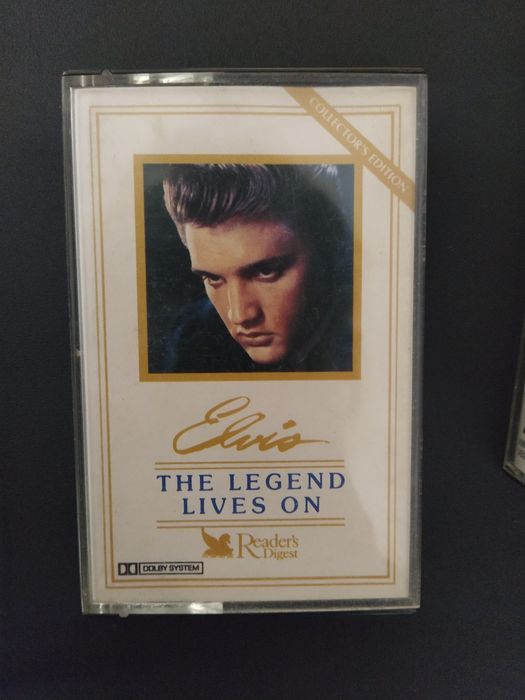 COLLECTOR'S EDITION
Elvis
THE LEGEND
LIVES ON
Reader's
Digest
DOLBY SYSTEM